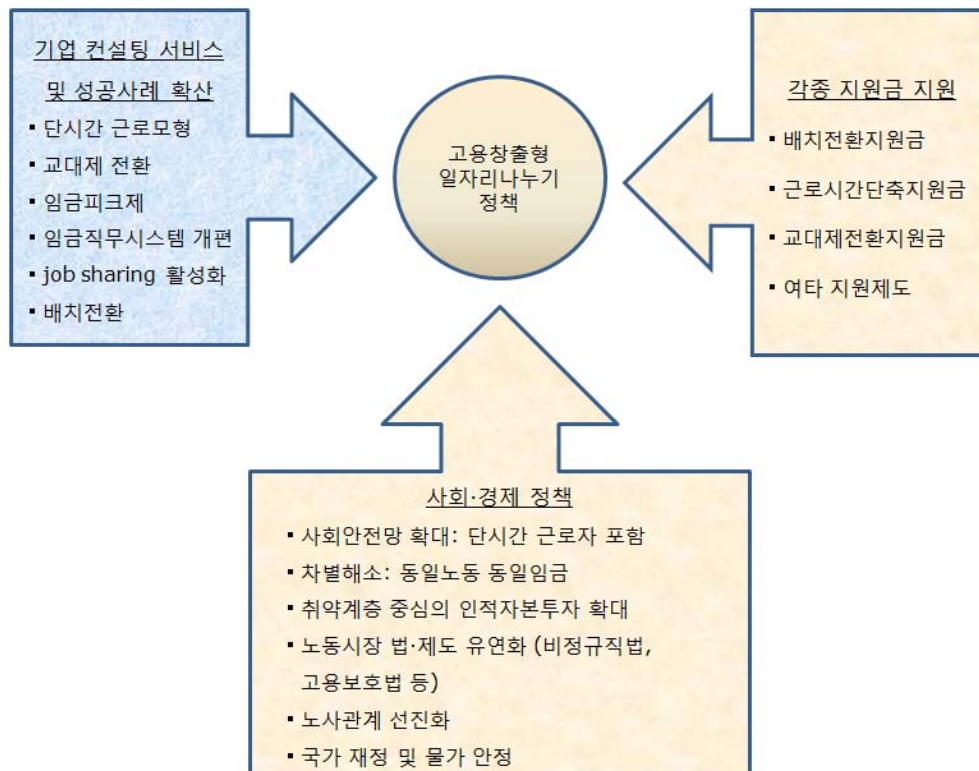 기업 컨설팅 서비스
및 성공사례 확산
▪ 단시간 근로모형
▪ 교대제 전환
▪ 임금피크제
▪ 임금직무시스템 개편
▪ job sharing 활성화
▪ 배치전환
고용창출형
일자리나누기
정책
각종 지원금 지원
▪ 배치전환지원금
▪ 근로시간단축지원금
▪ 교대제전환지원금
▪ 여타 지원제도
사회·경제 정책
▪ 사회안전망 확대: 단시간 근로자 포함
▪ 차별해소: 동일노동 동일임금
▪ 취약계층 중심의 인적자본투자 확대
▪ 노동시장 법·제도 유연화 (비정규직법,
고용보호법 등)
▪ 노사관계 선진화
▪ 국가 재정 및 물가 안정